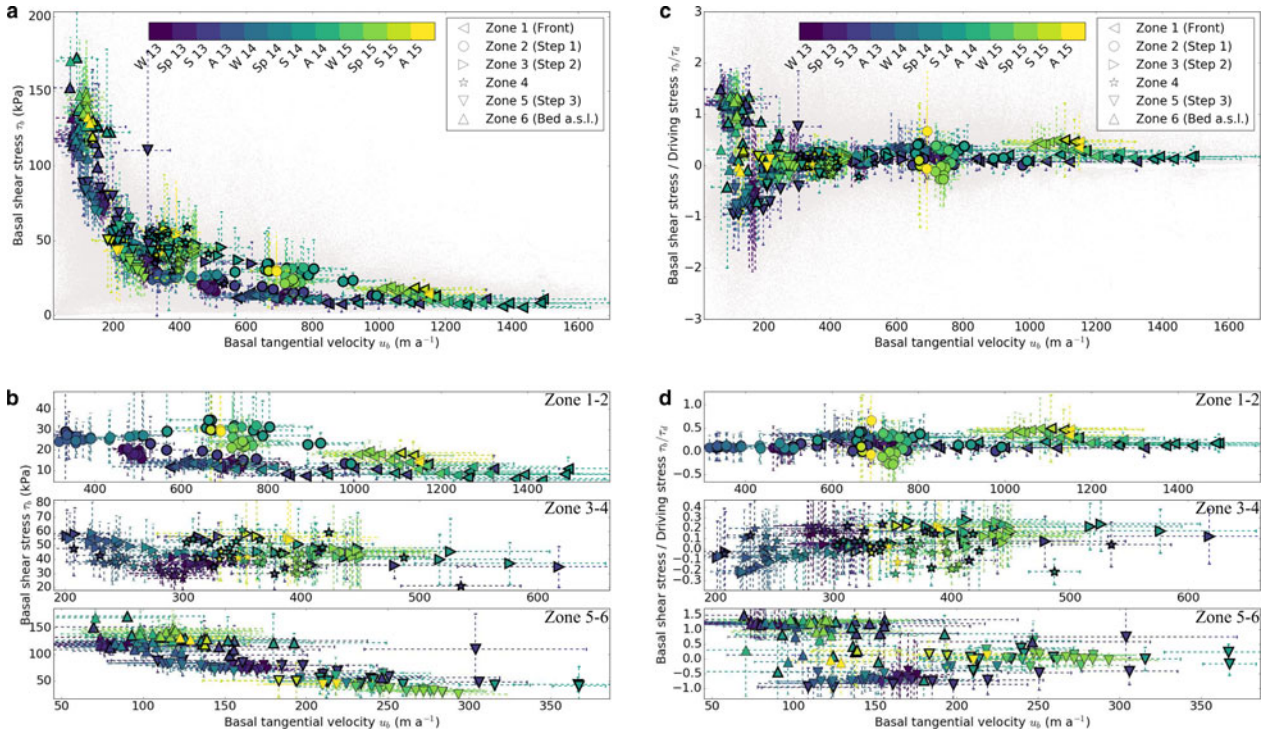 a
200
150
100
50
0
Basal shear stress τb (kPa)
W 13
Sp 13
S 13
A 13
W 14
Sp 14
S 14
A 14
W 15
Sp 15
S 15
A 15
Zone 1 (Front)
Zone 2 (Step 1)
Zone 3 (Step 2)
Zone 4
Zone 5 (Step 3)
Zone 6 (Bed a.s.l.)
200 400 600 800 1000 1200 1400 1600
Basal tangential velocity ub (m a−1)
c
3
2
1
0
−1
−2
−3
Basal shear stress / Driving stress τb/τd
W 13
Sp 13
S 13
A 13
W 14
Sp 14
S 14
A 14
W 15
Sp 15
S 15
A 15
Zone 1 (Front)
Zone 2 (Step 1)
Zone 3 (Step 2)
Zone 4
Zone 5 (Step 3)
Zone 6 (Bed a.s.l.)
200 400 600 800 1000 1200 1400 1600
Basal tangential velocity ub (m a−1)
b
Zone 1-2
40
30
20
10
400 600 800 1000 1200 1400
Basal shear stress τb (kPa)
Zone 3-4
80
70
60
50
40
30
20
200 300 400 500 600
Zone 5-6
150
100
50
50 100 150 200 250 300 350
Basal tangential velocity ub (m a−1)
d
Zone 1-2
1.0
0.5
0.0
−0.5
400 600 800 1000 1200 1400
Basal shear stress / Driving stress τb/τd
Zone 3-4
0.4
0.3
0.2
0.1
0.0
−0.1
−0.2
−0.3
200 300 400 500 600
Zone 5-6
1.5
1.0
0.5
0.0
−0.5
−1.0
50 100 150 200 250 300 350
Basal tangential velocity ub (m a−1)